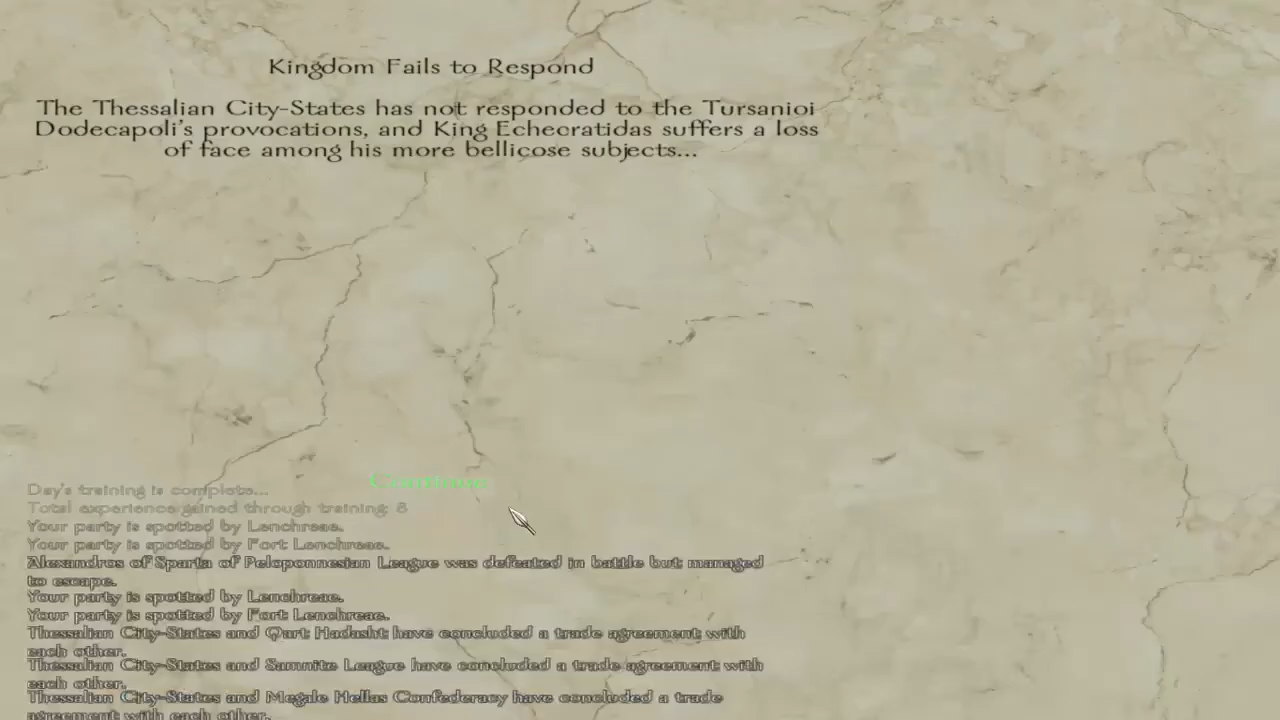 Kingdom Fails to Respond
The Thessalian City-States has not responded to the Tursanioi
Dodecapoli's provocations, and King Echecratidas suffers a loss
of face among his more bellicose subjects...
Continue
Day's training is complete...
Total experience gained through training: 8
Your party is spotted by Lenchreae.
Your party is spotted by Fort Lenchreae.
Alexandros of Sparta of Peloponnesian League was defeated in battle but managed
to escape.
Your party is spotted by Lenchreae.
Your party is spotted by Fort Lenchreae.
Thessalian City-States and Qart Hadasht have concluded a trade agreement with
each other.
Thessalian City-States and Samnite League have concluded a trade agreement with
each other.
Thessalian City-States and Megale Hellas Confederacy have concluded a trade
agreement with each other.